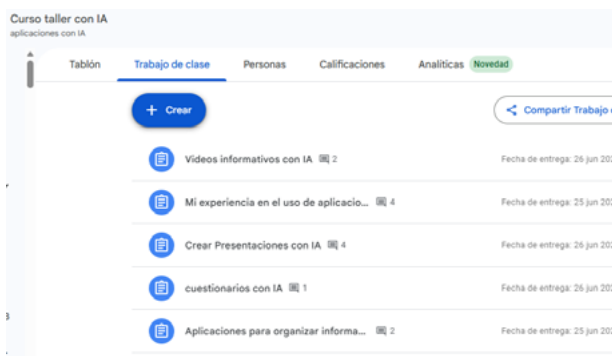 Curso taller con IA
aplicaciones con IA
Tablón Trabajo de clase Personas Calificaciones Analíticas Novedad
+ Crear
Compartir Trabajo
Videos informativos con IA 2 Fecha de entrega: 26 jun
Mi experiencia en el uso de aplicacio... 4 Fecha de entrega: 25 jun
Crear Presentaciones con IA 4 Fecha de entrega: 26 jun
cuestionarios con IA 1 Fecha de entrega: 26 jun
Aplicaciones para organizar informa... 2 Fecha de entrega: 25 jun